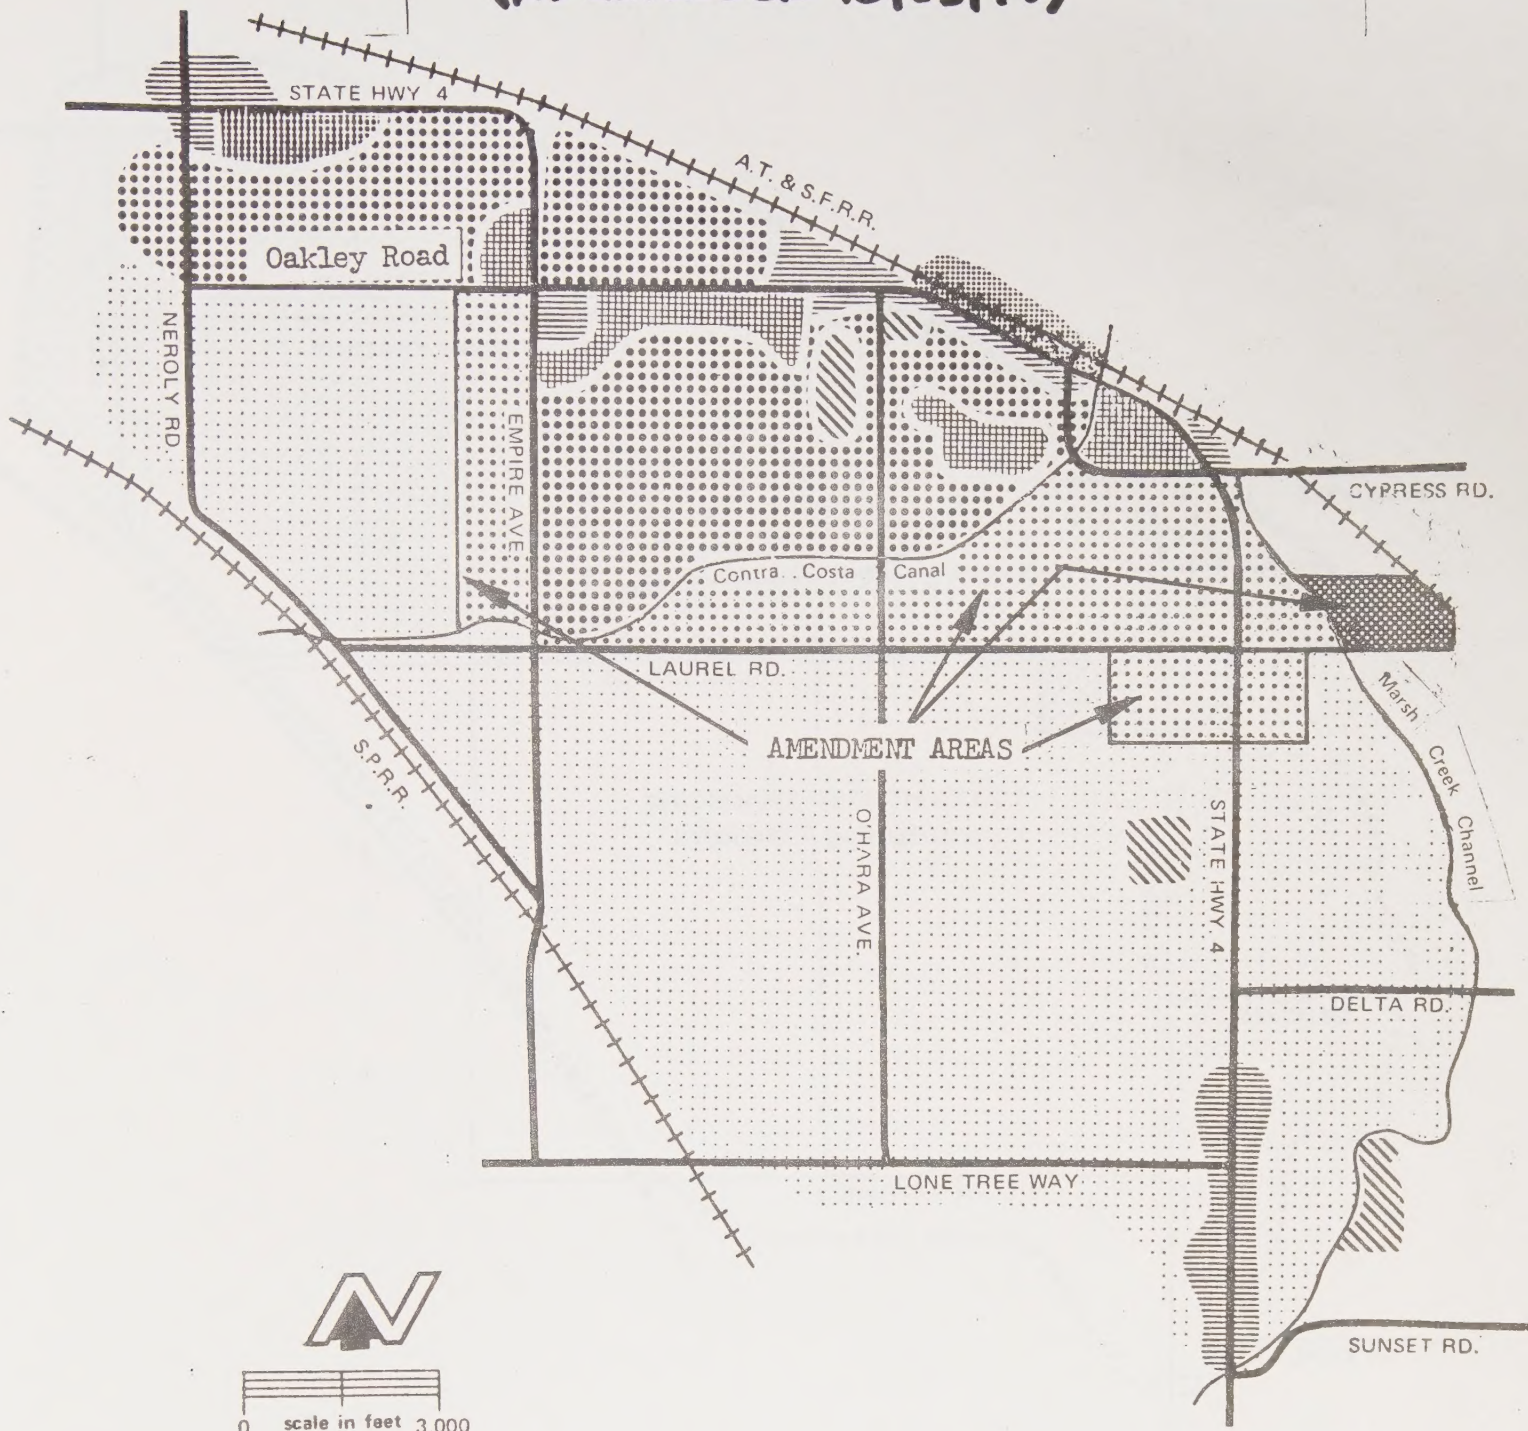 STATE HWY 4
A.T. & S.F.R.R.
Oakley Road
NEROLY RD.
EMPIRE AVE.
CYPRESS RD.
Contra Costa Canal
LAUREL RD.
Marsh Creek Channel
AMENDMENT AREAS
S.P.R.R.
O'HARA AVE.
STATE HWY 4
DELTA RD.
LONE TREE WAY
SUNSET RD.
N
0 scale in feet 3,000